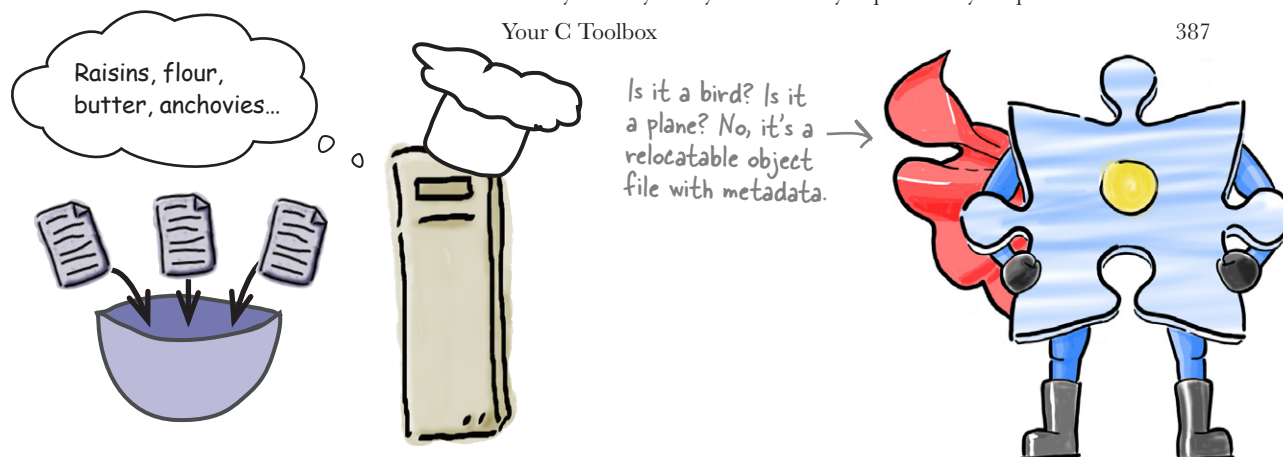 Your C Toolbox 387
Raisins, flour,
butter, anchovies...
Is it a bird? Is it
a plane? No, it's a
relocatable object
file with metadata.